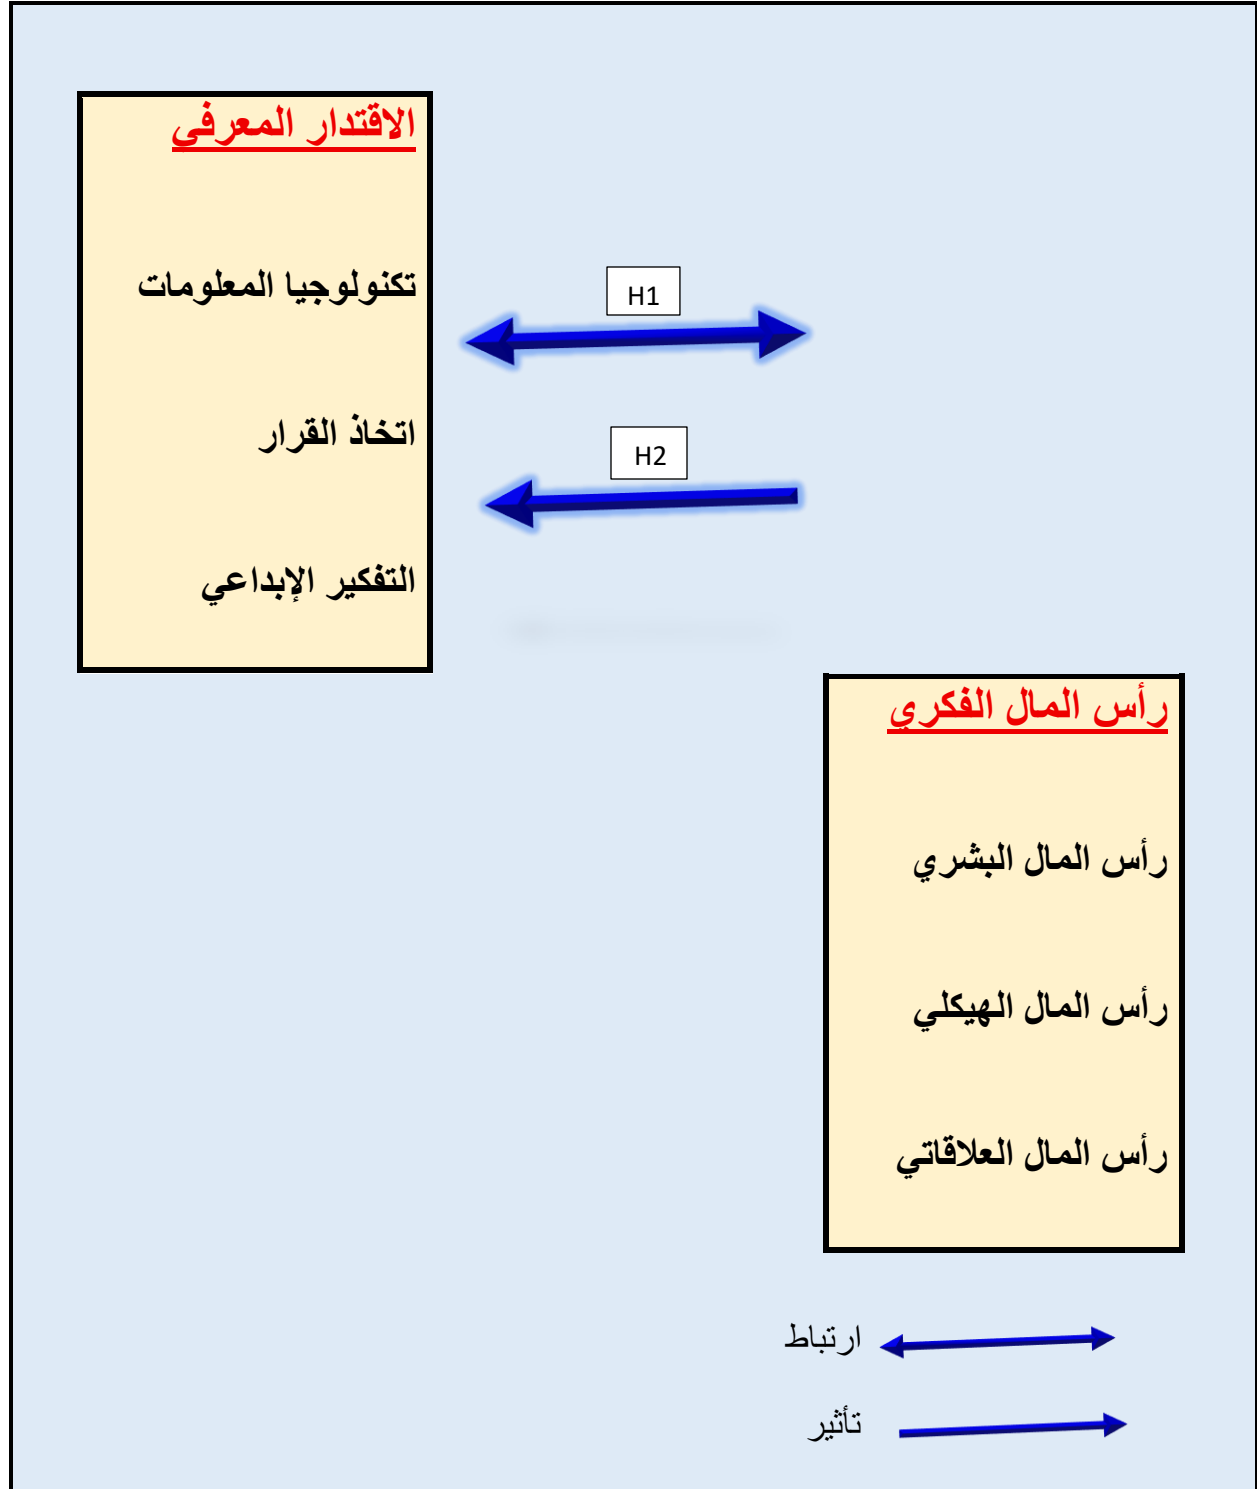 الاقتدار المعرفي
تكنولوجيا المعلومات
اتخاذ القرار
التفكير الإبداعي
H1
H2
رأس المال الفكري
رأس المال البشري
رأس المال الهيكلي
رأس المال العلاقاتي
ارتباط
تأثير